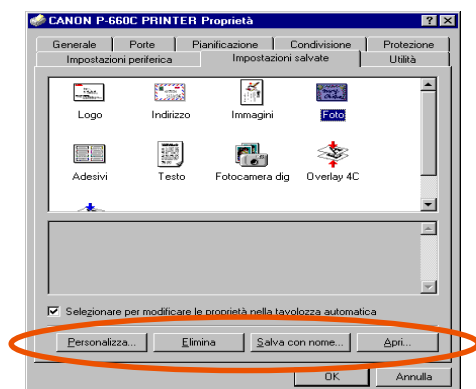 CANON P-660C PRINTER Proprietà
Generale Porte Pianificazione Condivisione Protezione
Impostazioni periferica Impostazioni salvate Utilità
Logo Indirizzo Immagini Foto
Adesivi Testo Fotocamera dig Overlay 4C
Selezionare per modificare le proprietà nella tavolozza automatica
Personalizza... Elimina Salva con nome... Apri...
OK Annulla